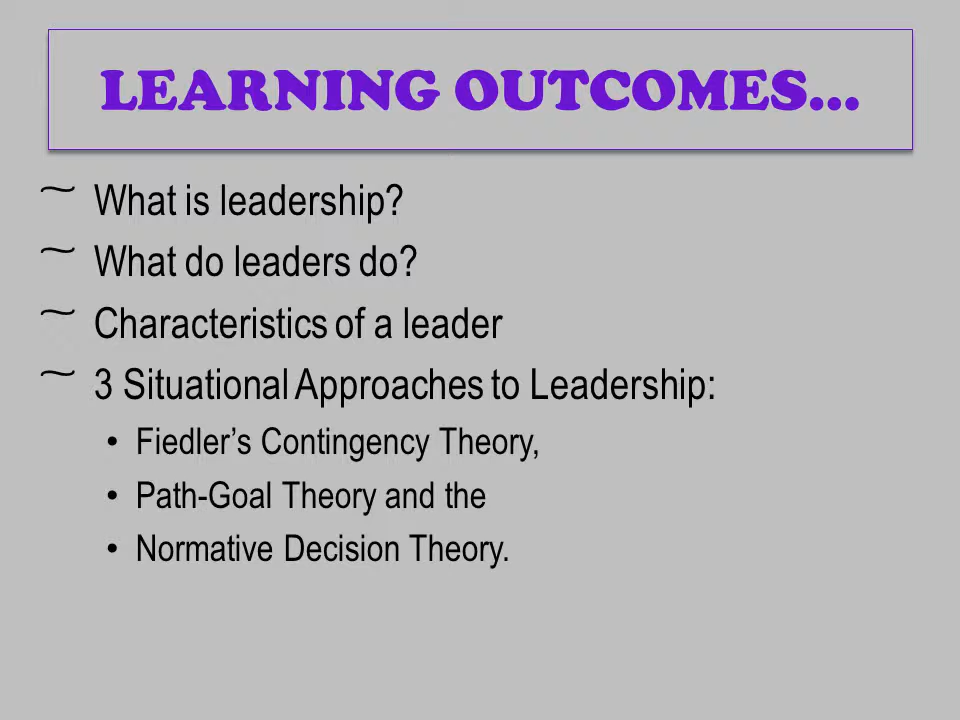 LEARNING OUTCOMES...
~ What is leadership?
~ What do leaders do?
~ Characteristics of a leader
~ 3 Situational Approaches to Leadership:
• Fiedler’s Contingency Theory,
• Path-Goal Theory and the
• Normative Decision Theory.